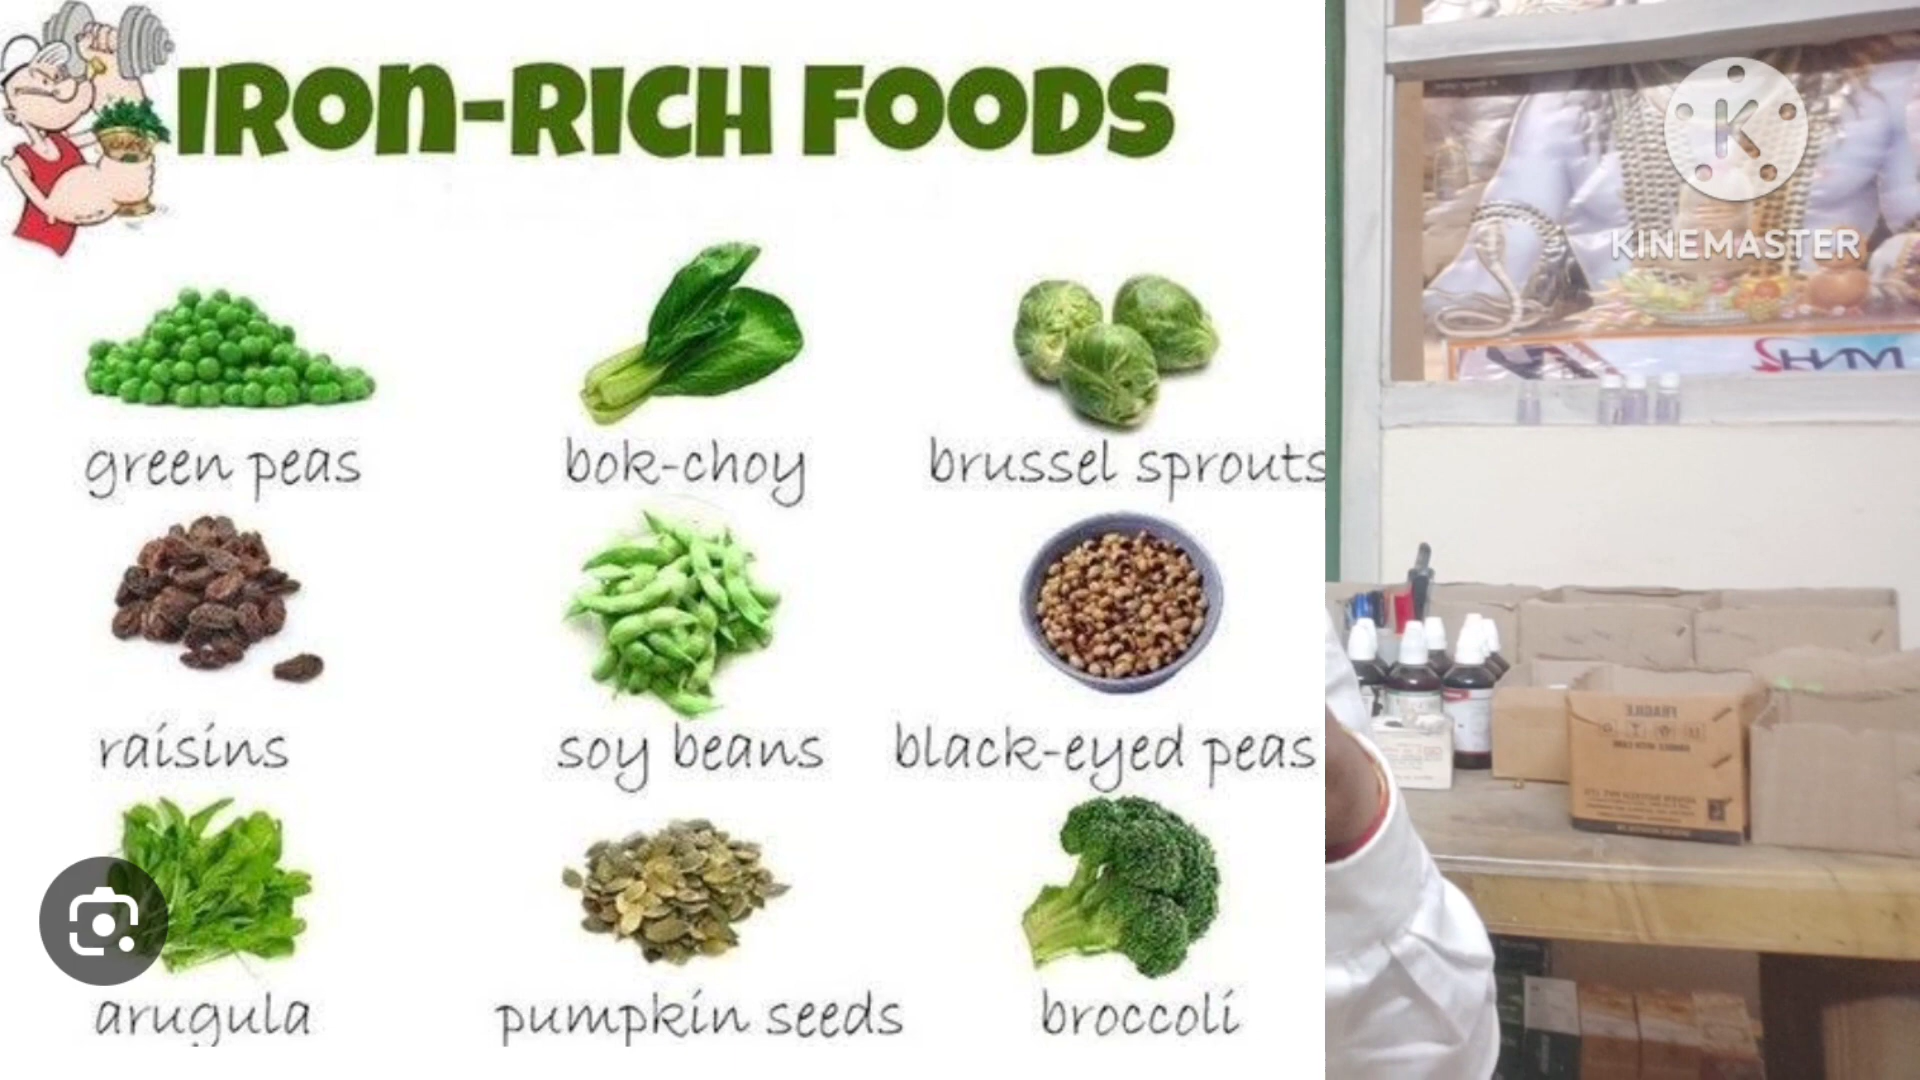 IRON-RICH FOODS
green peas
bok-choy
brussel sprouts
raisins
soy beans
black-eyed peas
arugula
pumpkin seeds
broccoli
K
KINEMASTER
FRAGILE